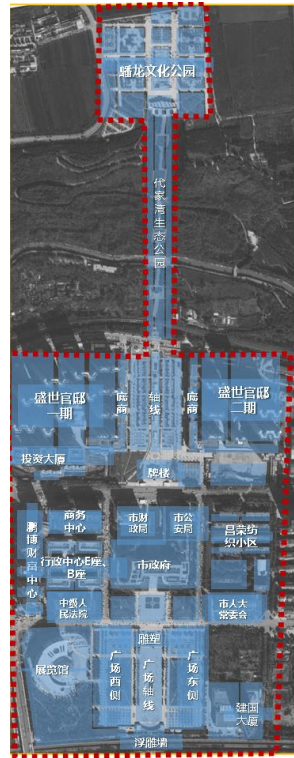 蟠龙文化公园
代家湾生态公园
盛世官邸
一期
底商
轴线
底商
盛世官邸
二期
投资大厦
牌楼
鹏博财富中心
商务
中心
市财
政局
市公
安局
昌荣纺
织小区
行政中心E座、
B座
市政府
中级人
民法院
市人大
常委会
雕塑
展览馆
广场西侧
广场轴线
广场东侧
建国
大厦
浮雕墙